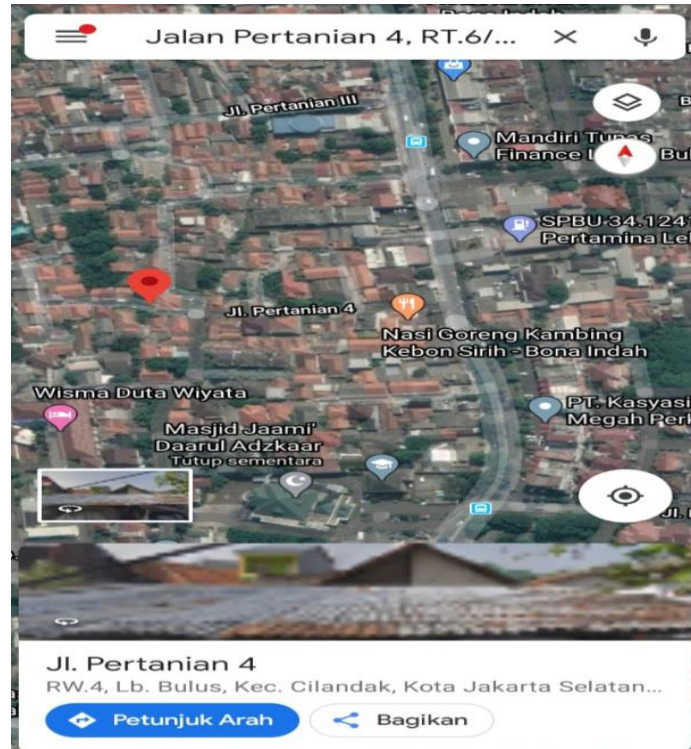 Jalan Pertanian 4, RT.6/...
Jl. Pertanian III
Mandiri Tunas
Finance
SPBU 34.124
Pertamina
Jl. Pertanian 4
Nasi Goreng Kambing
Kebon Sirih - Bona Indah
Wisma Duta Wiyata
PT. Kasyasi
Megah
Masjid Jaami'
Daarul Adzkaar
Tutup sementara
Jl. Pertanian 4
RW.4, Lb. Bulus, Kec. Cilandak, Kota Jakarta Selatan...
Petunjuk Arah
Bagikan